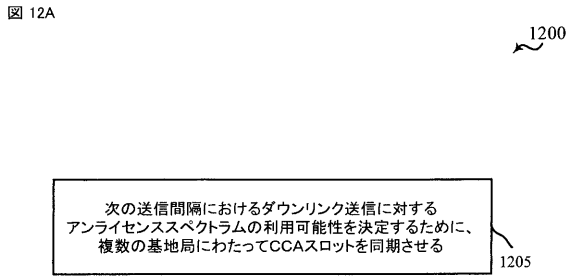 図 12A
1200
次の送信間隔におけるダウンリンク送信に対する
アンライセンススペクトラムの利用可能性を決定するために、
複数の基地局にわたってCCAスロットを同期させる
1205